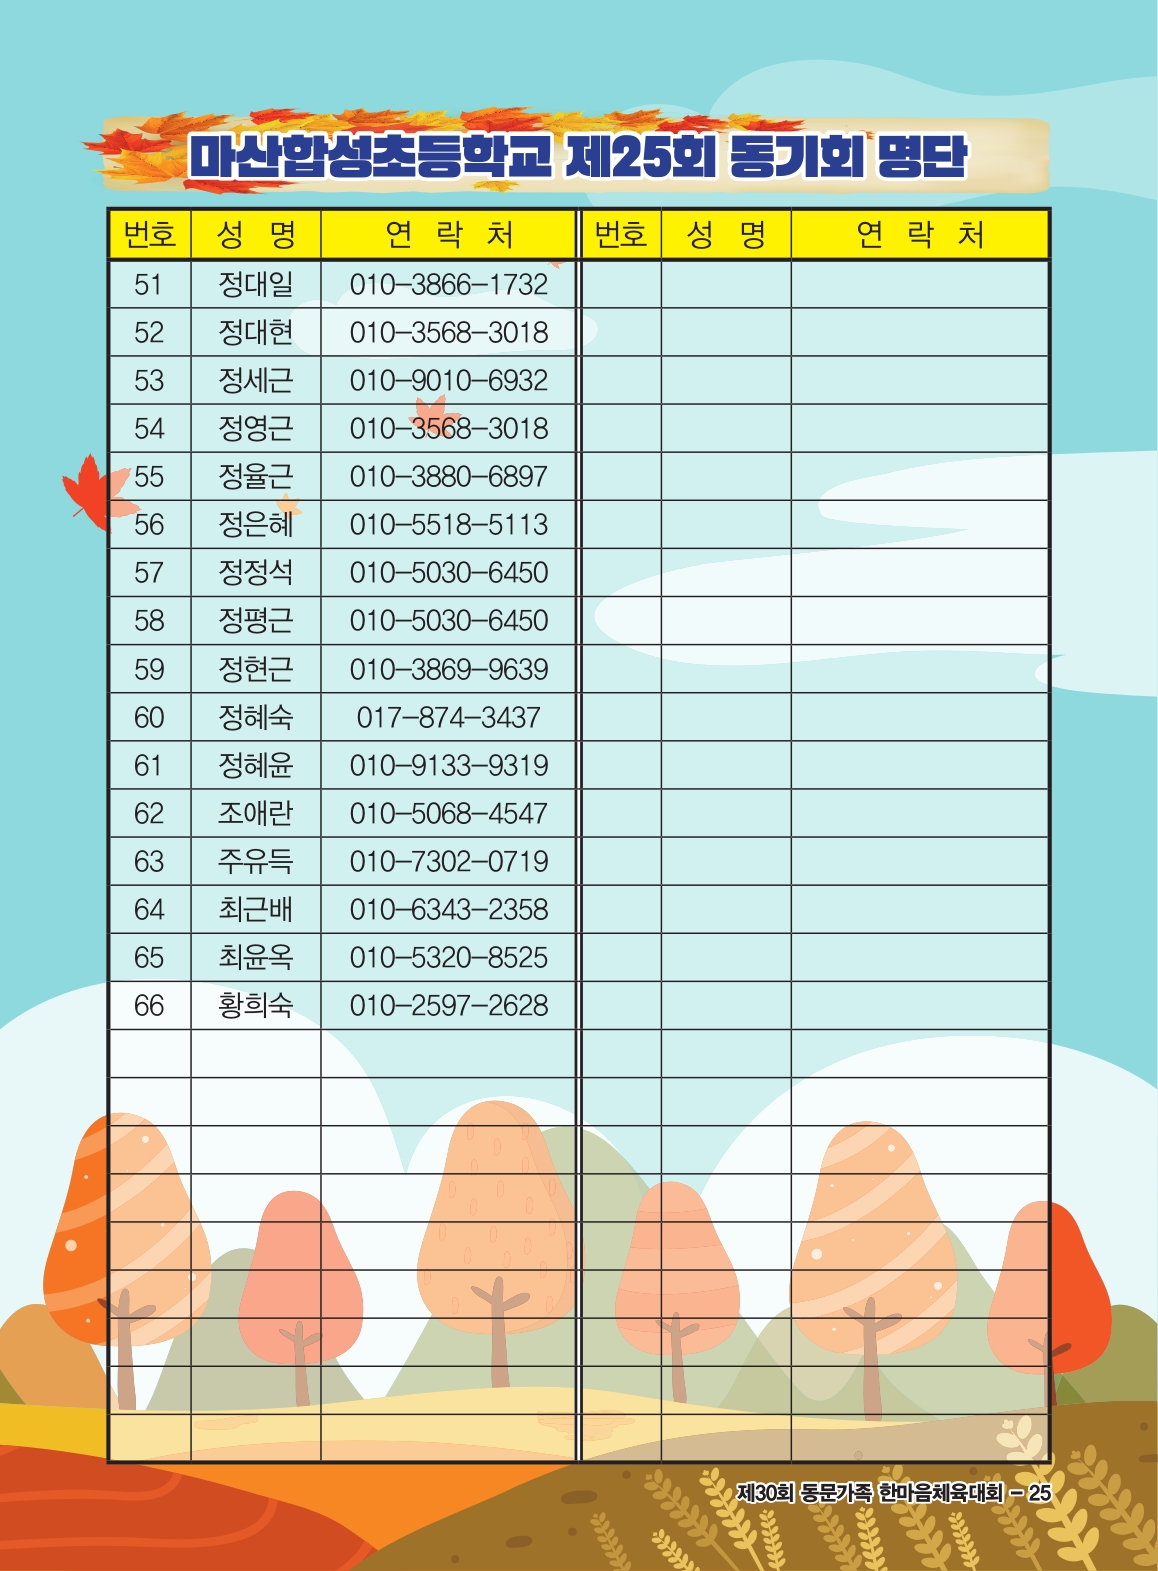 마산합성초등학교 제25회 동기회 명단
번호 성 명 연 락 처 번호 성 명 연 락 처
51 정대일 010-3866-1732
52 정대현 010-3568-3018
53 정세근 010-9010-6932
54 정영근 010-3568-3018
55 정율근 010-3880-6897
56 정은혜 010-5518-5113
57 정정석 010-5030-6450
58 정평근 010-5030-6450
59 정현근 010-3869-9639
60 정혜숙 017-874-3437
61 정혜윤 010-9133-9319
62 조애란 010-5068-4547
63 주유득 010-7302-0719
64 최근배 010-6343-2358
65 최윤옥 010-5320-8525
66 황희숙 010-2597-2628
제30회 동문가족 한마음체육대회 - 25